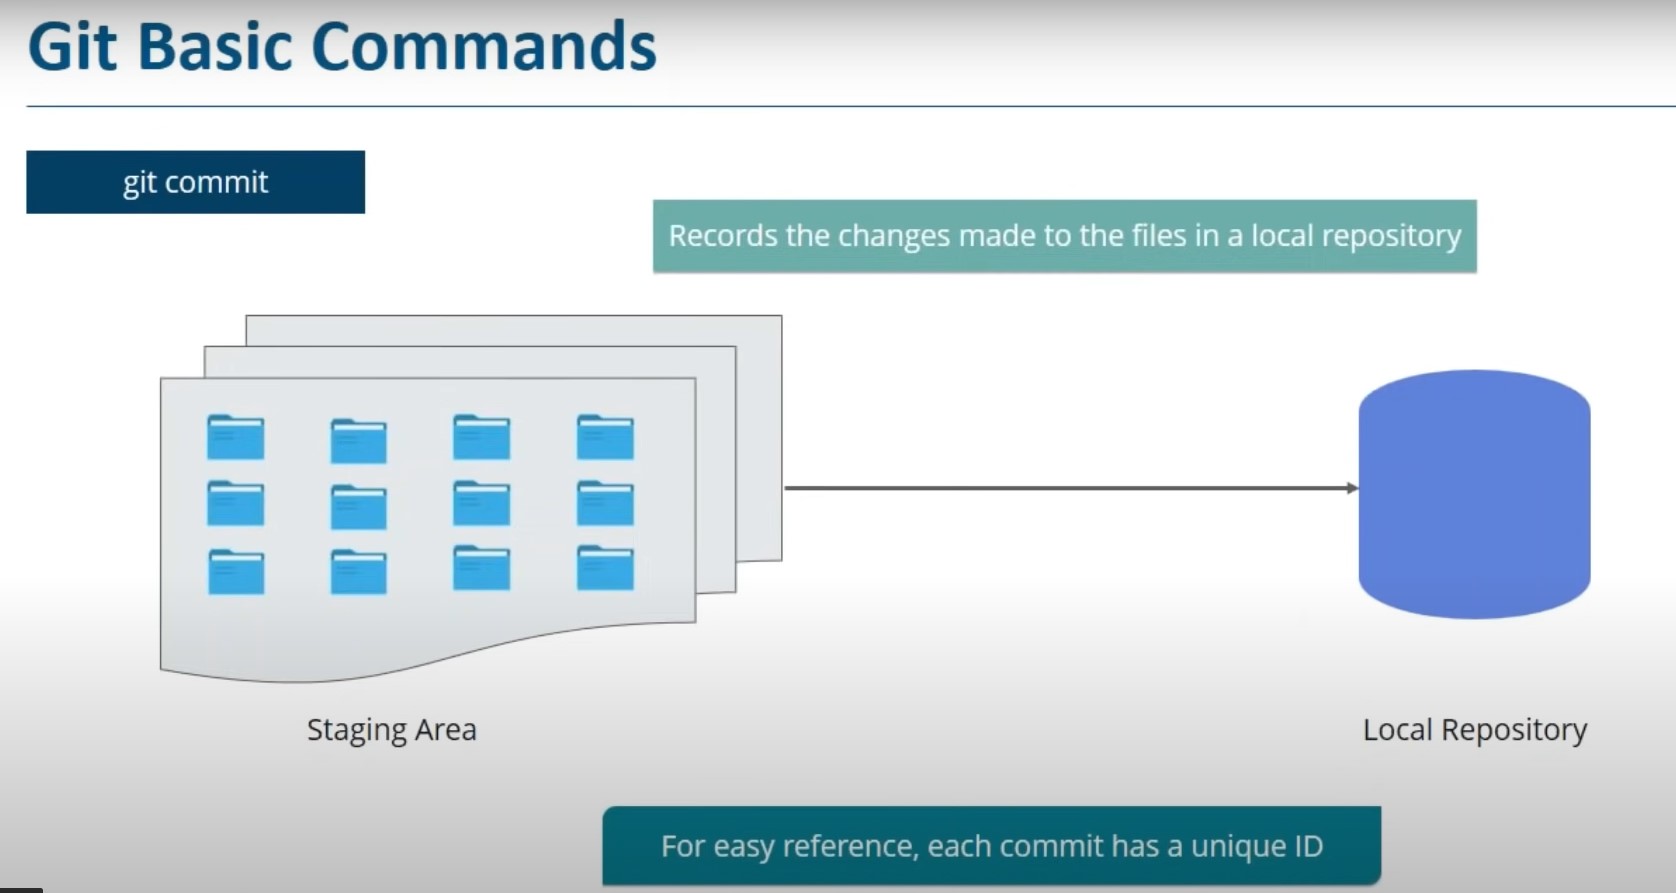 Git Basic Commands
git commit
Records the changes made to the files in a local repository
Staging Area
Local Repository
For easy reference, each commit has a unique ID